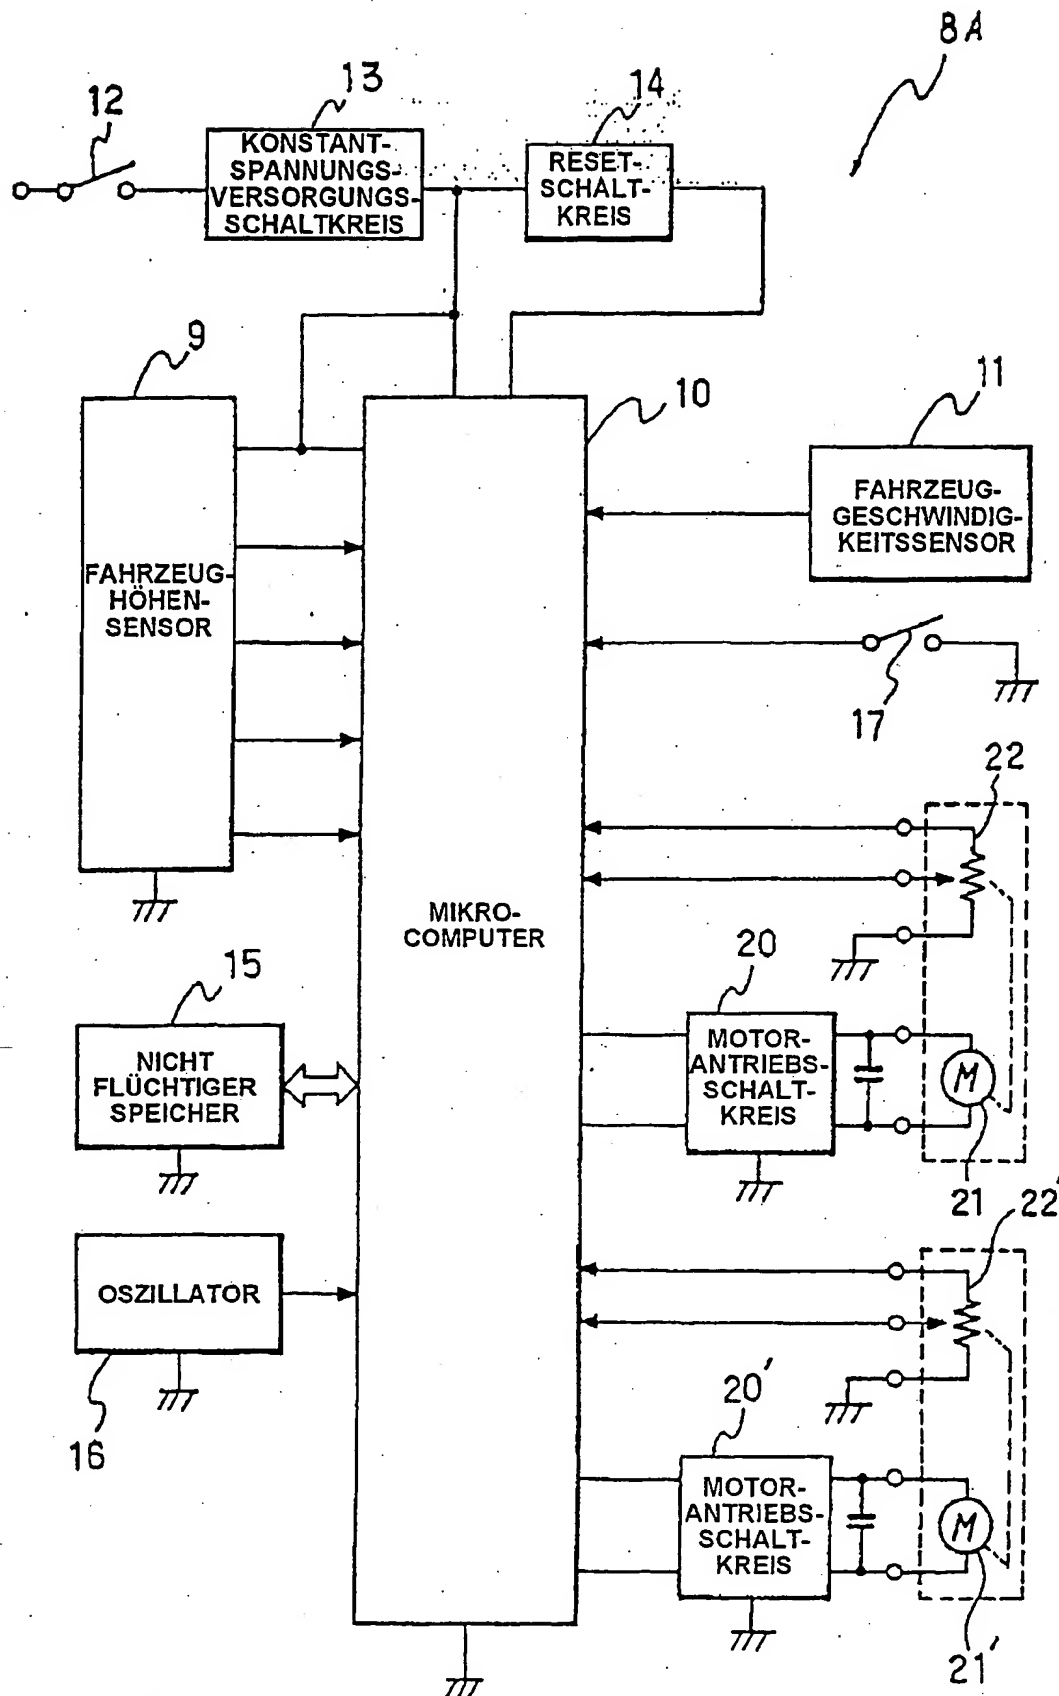 8A
12
13
KONSTANT-
SPANNUNGS-
VERSORGUNGS-
SCHALTKREIS
14
RESET-
SCHALT-
KREIS
9
FAHRZEUG-
HÖHEN-
SENSOR
10
MIKRO-
COMPUTER
11
FAHRZEUG-
GESCHWINDIG-
KEITSSENSOR
17
22
15
NICHT
FLÜCHTIGER
SPEICHER
20
MOTOR-
ANTRIEBS-
SCHALT-
KREIS
M
21
22'
OSZILLATOR
16
20'
MOTOR-
ANTRIEBS-
SCHALT-
KREIS
M
21'